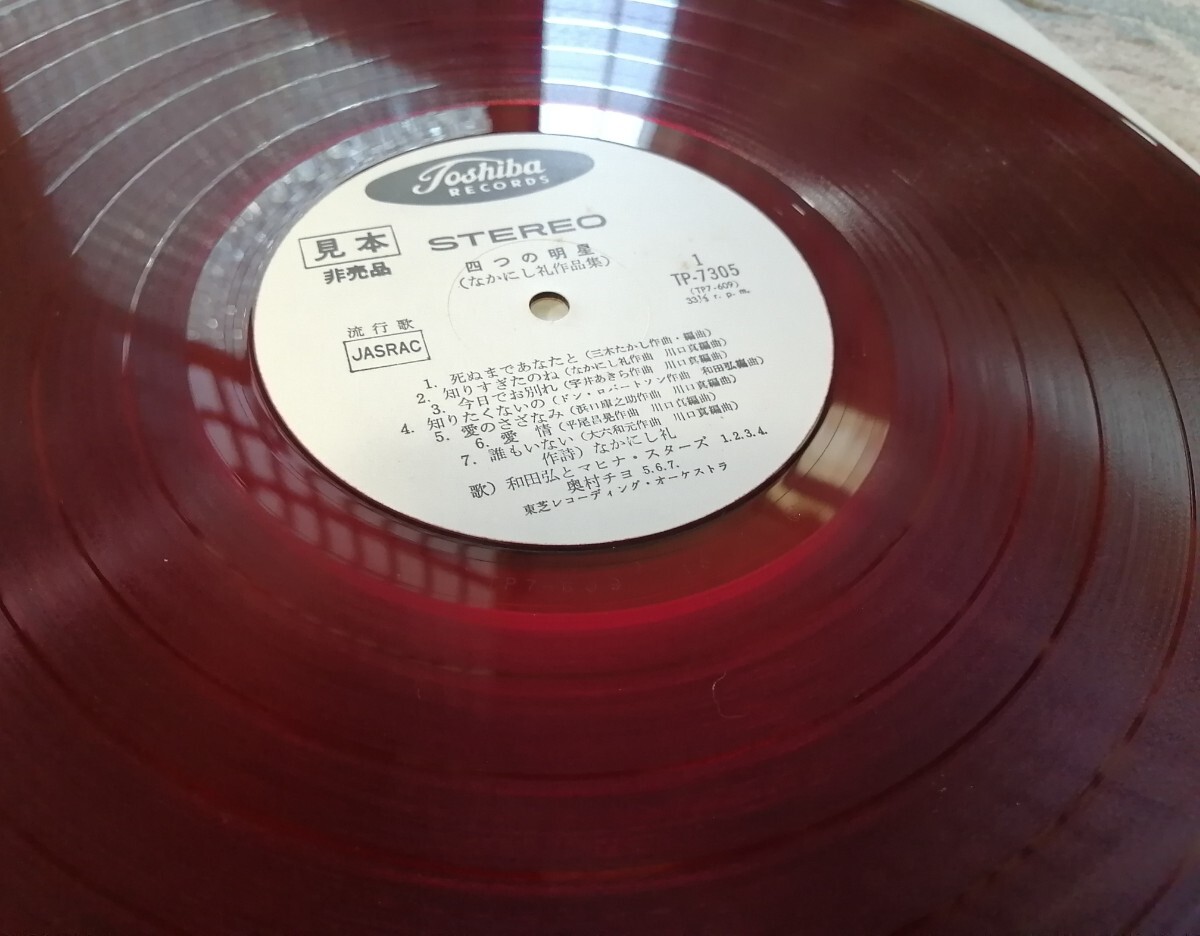 Toshiba
RECORDS
見本
非売品
STEREO
四つの明星
(なかにし礼作品集)
1
TP-7305
(TP7-609)
33⅓ r. p. m.
流行歌
JASRAC
1. 死ぬまであなたと (三木たかし作曲・編曲)
2. 知りすぎたのね (なかにし礼作曲 川口真編曲)
3. 今日でお別れ (宇井あきら作曲 川口真編曲)
4. 知りたくないの (ドン・ロバートソン作曲 和田弘編曲)
5. 愛のさざなみ (浜口庫之助作曲 川口真編曲)
6. 愛 情 (平尾昌晃作曲 川口真編曲)
7. 誰もいない (大六和元作曲 川口真編曲)
作詩) なかにし礼
歌) 和田弘とマヒナ・スターズ 1.2.3.4.
奥村チヨ 5.6.7.
東芝レコーディング・オーケストラ